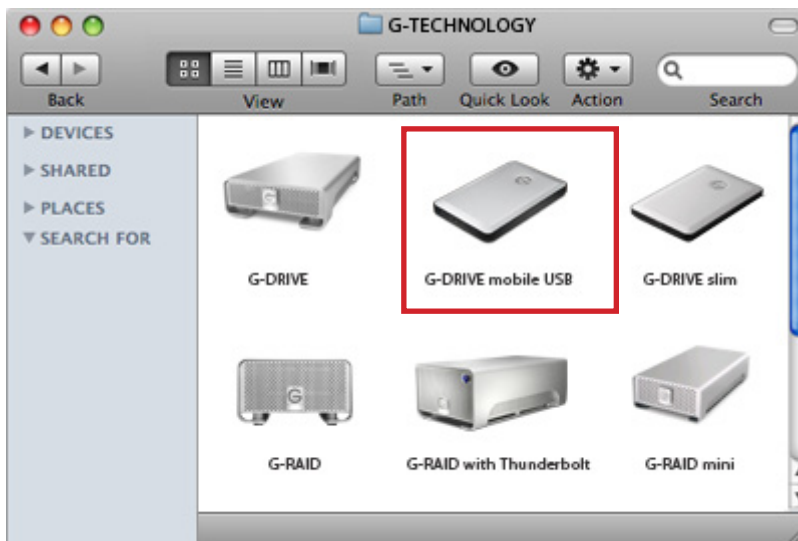 G-TECHNOLOGY
Back View Path Quick Look Action Search
DEVICES
SHARED
PLACES
SEARCH FOR
G-DRIVE G-DRIVE mobile USB G-DRIVE slim
G-RAID G-RAID with Thunderbolt G-RAID mini